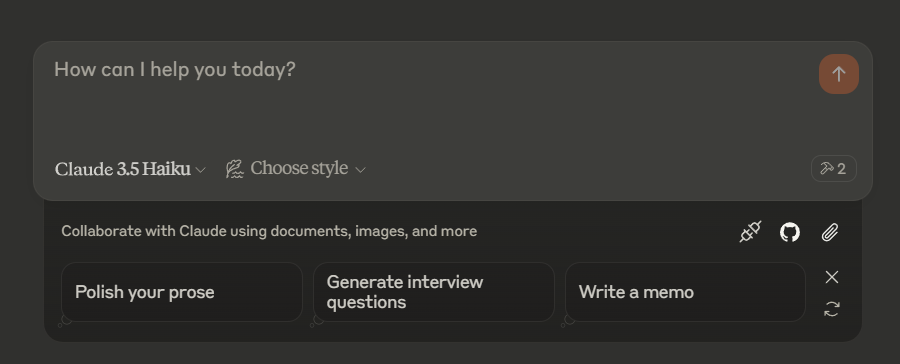 How can I help you today?
Claude 3.5 Haiku
Choose style
2
Collaborate with Claude using documents, images, and more
Polish your prose
Generate interview
questions
Write a memo